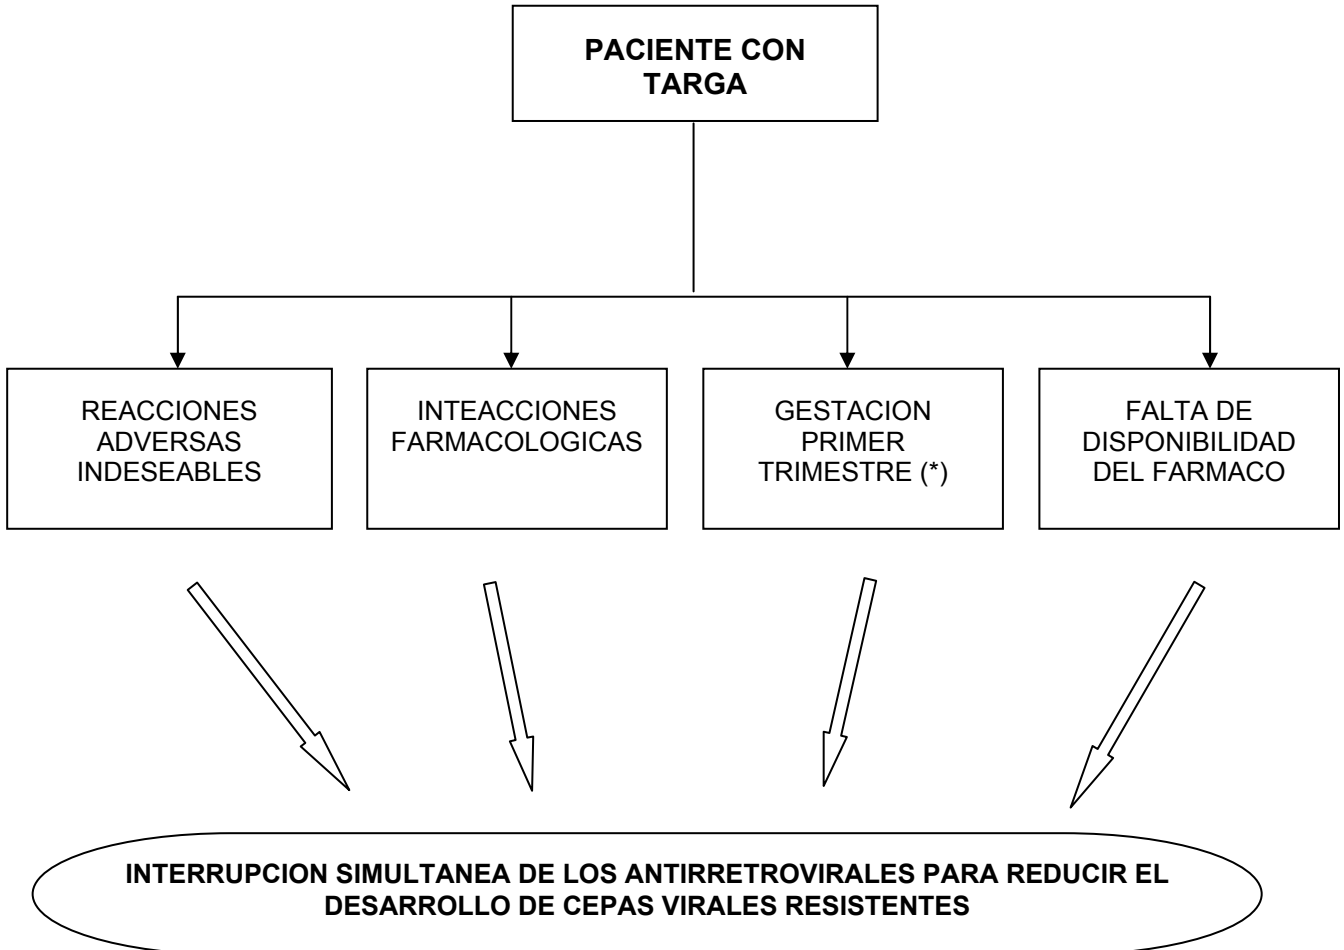 PACIENTE CON
TARGA
REACCIONES
ADVERSAS
INDESEABLES
INTEACCIONES
FARMACOLOGICAS
GESTACION
PRIMER
TRIMESTRE (*)
FALTA DE
DISPONIBILIDAD
DEL FARMACO
INTERRUPCION SIMULTANEA DE LOS ANTIRRETROVIRALES PARA REDUCIR EL
DESARROLLO DE CEPAS VIRALES RESISTENTES